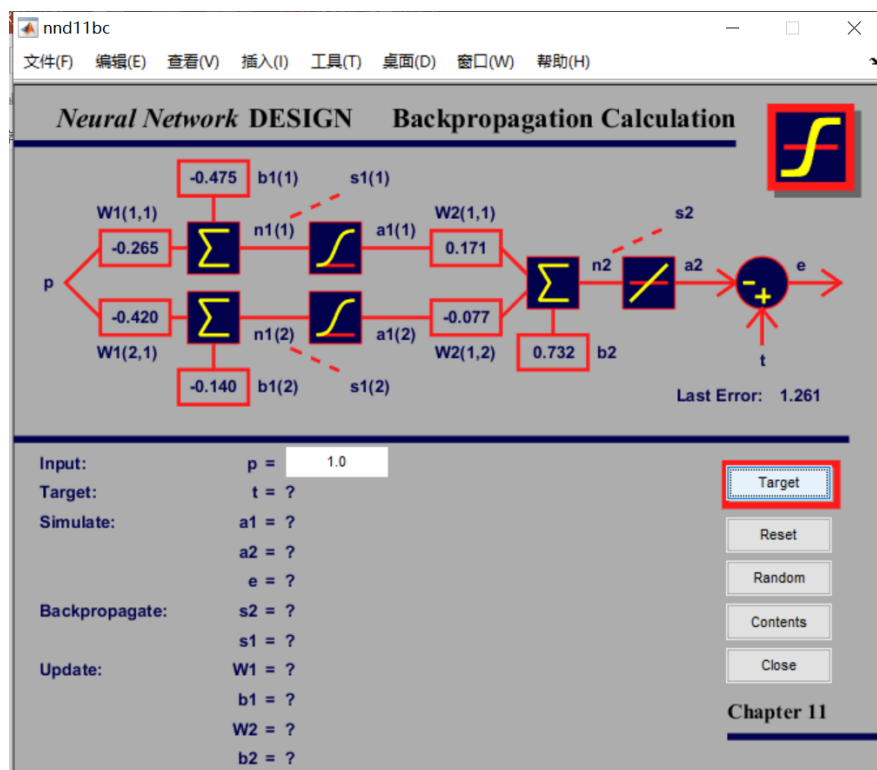 nnd11bc
文件(F) 编辑(E) 查看(V) 插入(I) 工具(T) 桌面(D) 窗口(W) 帮助(H)
Neural Network DESIGN Backpropagation Calculation
-0.475 b1(1) s1(1)
W1(1,1) n1(1) a1(1) W2(1,1) s2
-0.265 0.171
p n2 a2 e
-0.420 -0.077
W1(2,1) n1(2) a1(2) W2(1,2) 0.732 b2
t
-0.140 b1(2) s1(2)
Last Error: 1.261
Input: p = 1.0
Target: t = ?
Target
Simulate: a1 = ?
Reset
a2 = ?
e = ?
Random
Backpropagate: s2 = ?
Contents
s1 = ?
Update: W1 = ?
Close
b1 = ?
Chapter 11
W2 = ?
b2 = ?